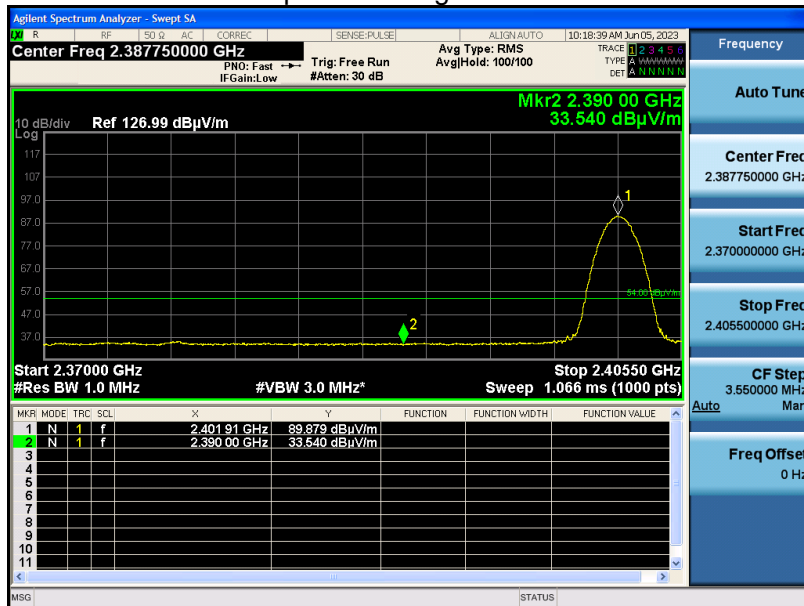 Agilent Spectrum Analyzer - Swept SA
R RF 50 Ω AC CORREC SENSE:PULSE ALIGN AUTO 10:18:39 AM Jun 05, 2023
Center Freq 2.387750000 GHz
PNO: Fast
IFGain:Low
Trig: Free Run
#Atten: 30 dB
Avg Type: RMS
Avg|Hold: 100/100
TRACE 1 2 3 4 5 6
TYPE A WWWWW
DET A N N N N N
Mkr2 2.390 00 GHz
33.540 dBµV/m
10 dB/div Ref 126.99 dBµV/m
Log
117
107
97.0
87.0
77.0
67.0
57.0
47.0
37.0
1
54.00 dBµV/m
2
Start 2.37000 GHz Stop 2.40550 GHz
#Res BW 1.0 MHz #VBW 3.0 MHz* Sweep 1.066 ms (1000 pts)
MKR MODE TRC SCL X Y FUNCTION FUNCTION WIDTH FUNCTION VALUE
1 N 1 f 2.401 91 GHz 89.879 dBµV/m
2 N 1 f 2.390 00 GHz 33.540 dBµV/m
3
4
5
6
7
8
9
10
11
MSG STATUS
Frequency
Auto Tune
Center Freq
2.387750000 GHz
Start Freq
2.370000000 GHz
Stop Freq
2.405500000 GHz
CF Step
3.550000 MHz
Auto Man
Freq Offset
0 Hz